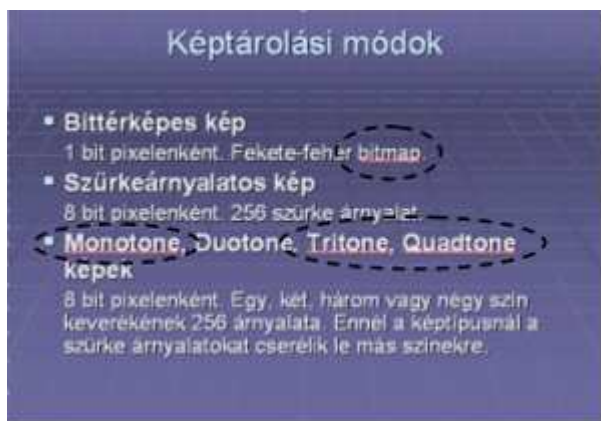 Képtárolási módok
▪ Bittérképes kép
1 bit pixelenként. Fekete-fehér bitmap.
▪ Szürkeárnyalatos kép
8 bit pixelenként. 256 szürke árnyalat.
▪ Monotone, Duotone, Tritone, Quadtone
képek
8 bit pixelenként. Egy, két, három vagy négy szín
keverékének 256 árnyalata. Ennél a képtípusnál a
szürke árnyalatokat cserélik le más színekre.